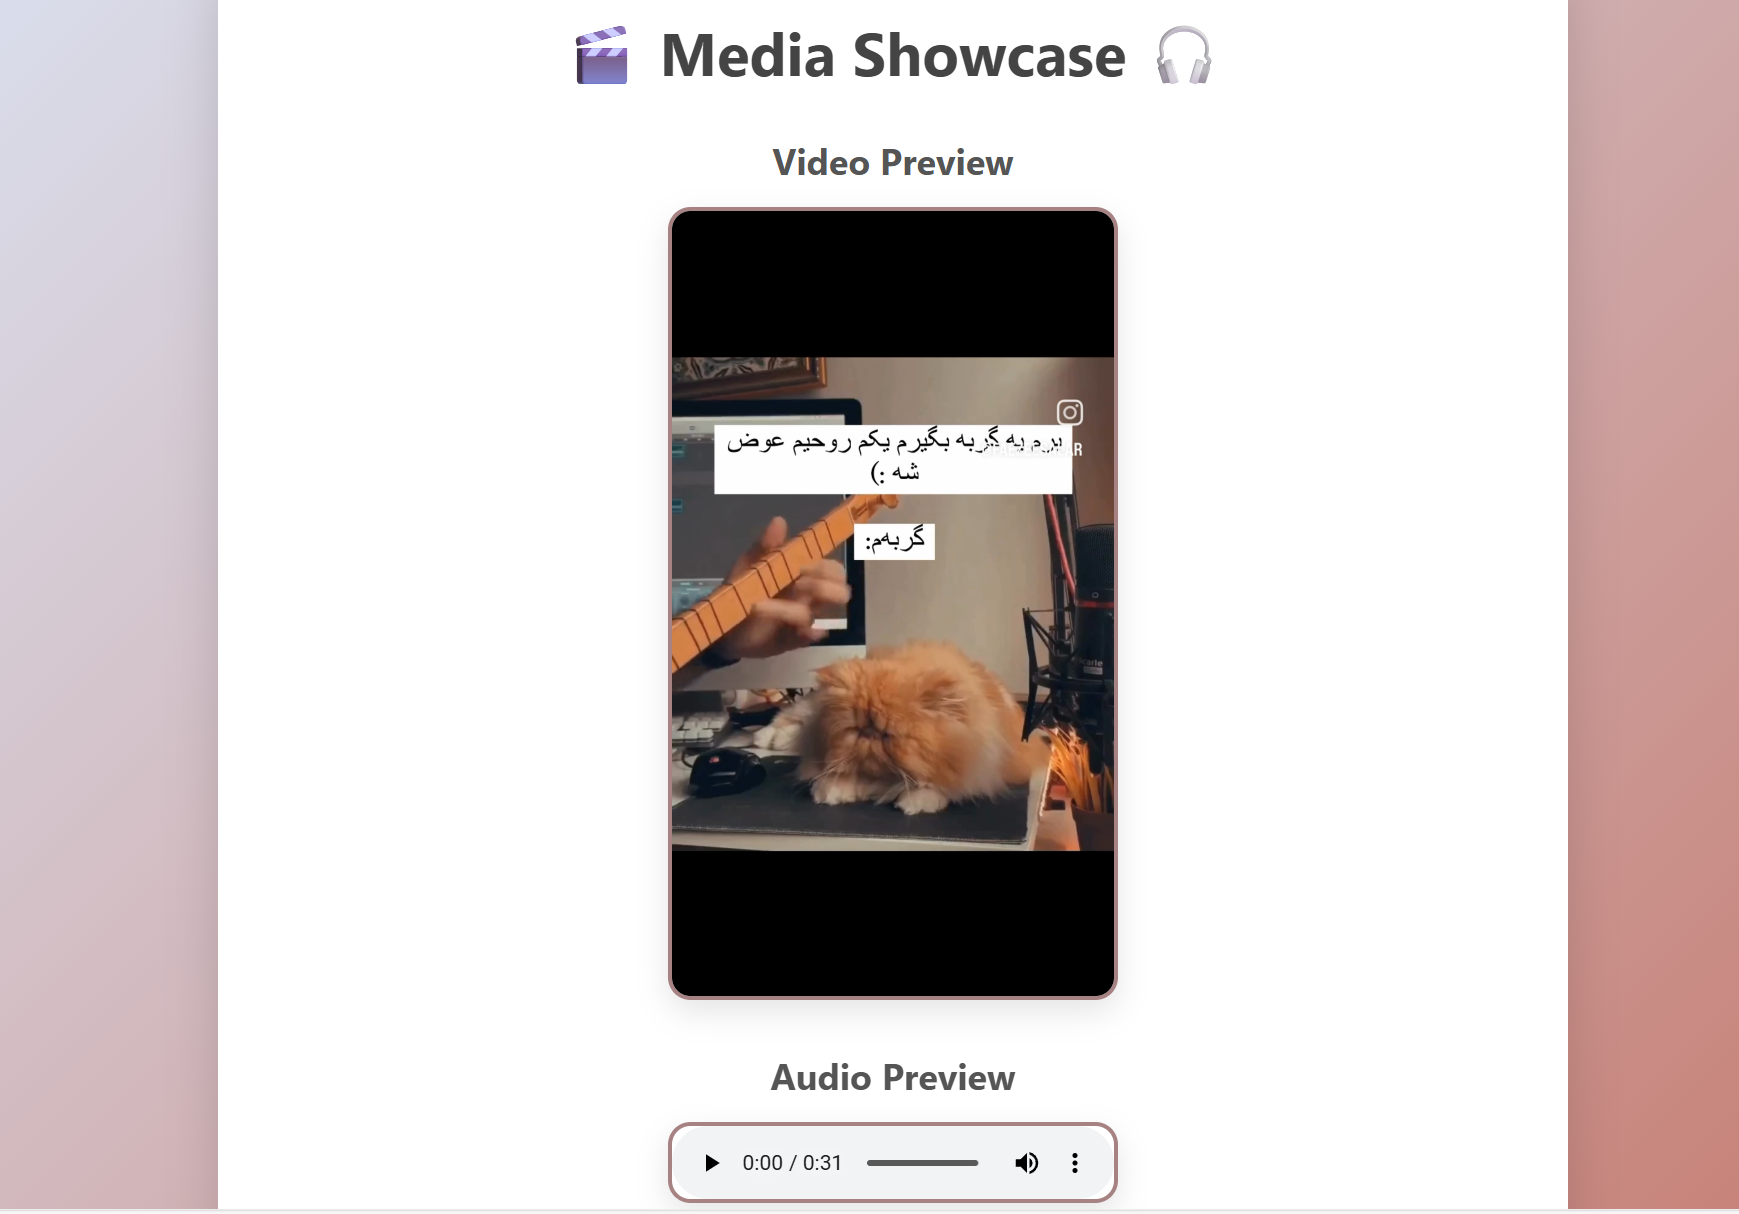 Media Showcase
Video Preview
برم یه گربه بگیرم یکم روحیم عوض
شه :)
گربه‌م:
Audio Preview
0:00 / 0:31